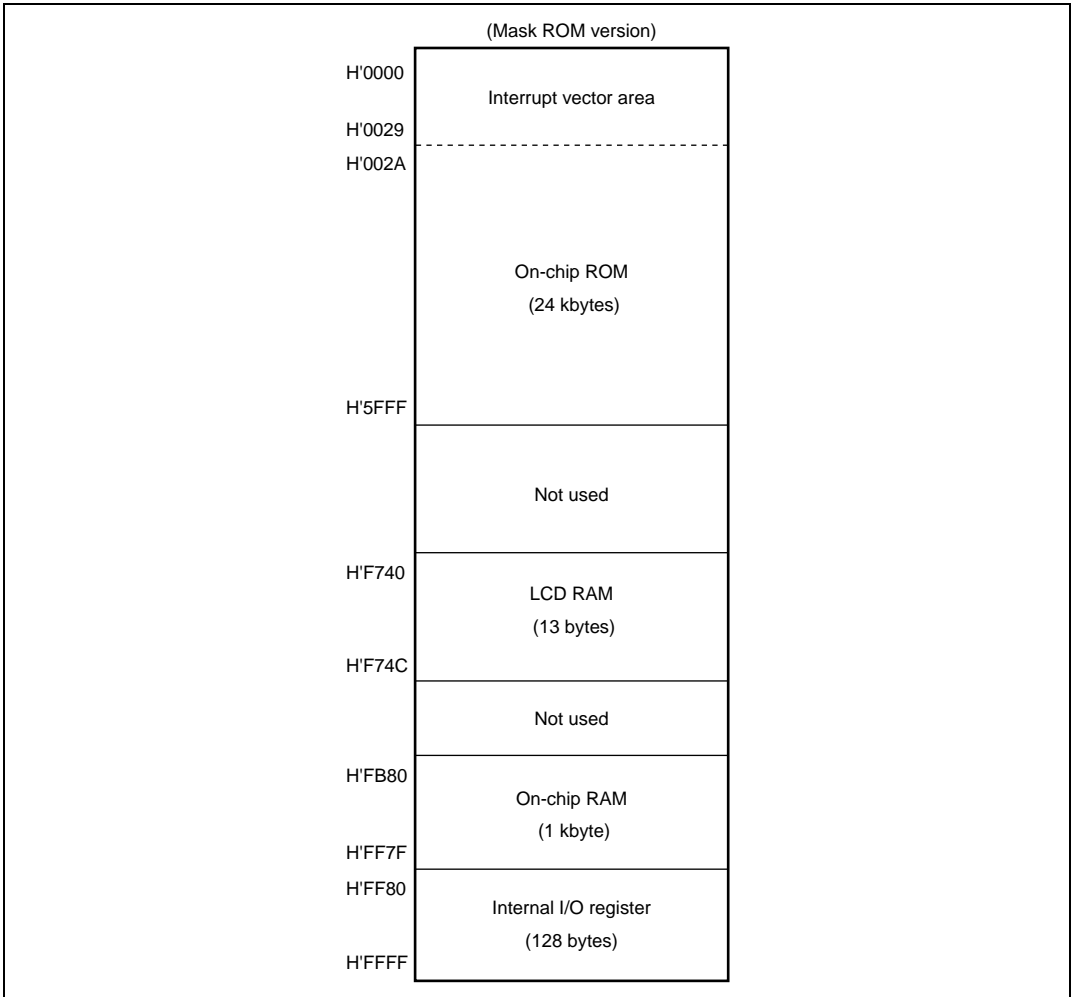 (Mask ROM version)
H'0000
Interrupt vector area
H'0029
H'002A
On-chip ROM
(24 kbytes)
H'5FFF
Not used
H'F740
LCD RAM
(13 bytes)
H'F74C
Not used
H'FB80
On-chip RAM
(1 kbyte)
H'FF7F
H'FF80
Internal I/O register
(128 bytes)
H'FFFF